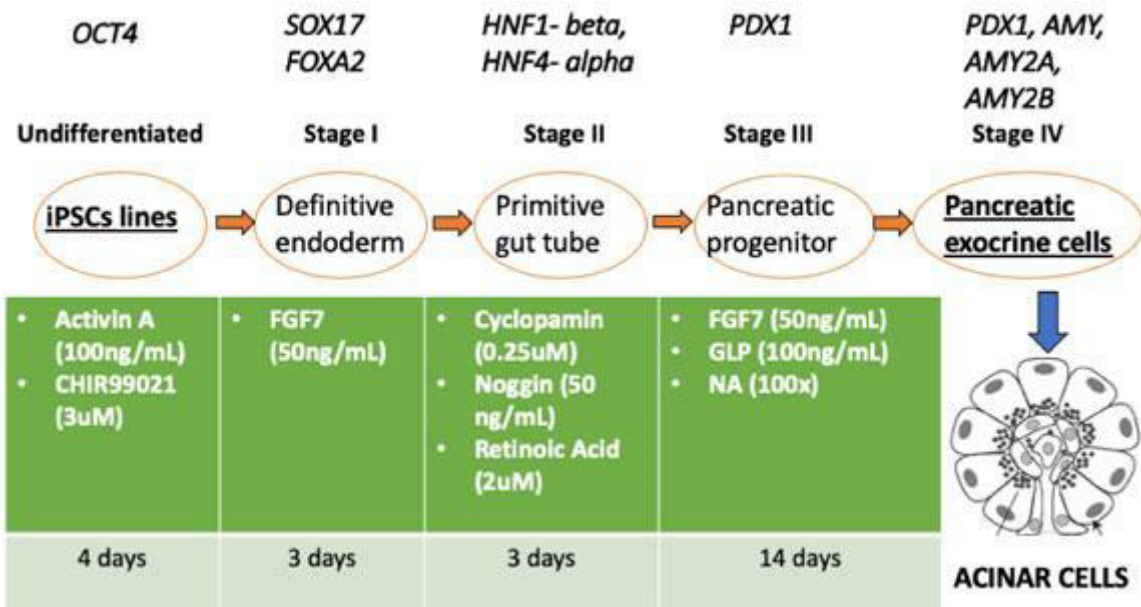 OCT4
SOX17
FOXA2
HNF1- beta,
HNF4- alpha
PDX1
PDX1, AMY,
AMY2A,
AMY2B
Undifferentiated
Stage I
Stage II
Stage III
Stage IV
iPSCs lines
Definitive
endoderm
Primitive
gut tube
Pancreatic
progenitor
Pancreatic
exocrine cells
• Activin A
(100ng/mL)
• CHIR99021
(3uM)
• FGF7
(50ng/mL)
• Cyclopamin
(0.25uM)
• Noggin (50
ng/mL)
• Retinoic Acid
(2uM)
• FGF7 (50ng/mL)
• GLP (100ng/mL)
• NA (100x)
4 days
3 days
3 days
14 days
ACINAR CELLS